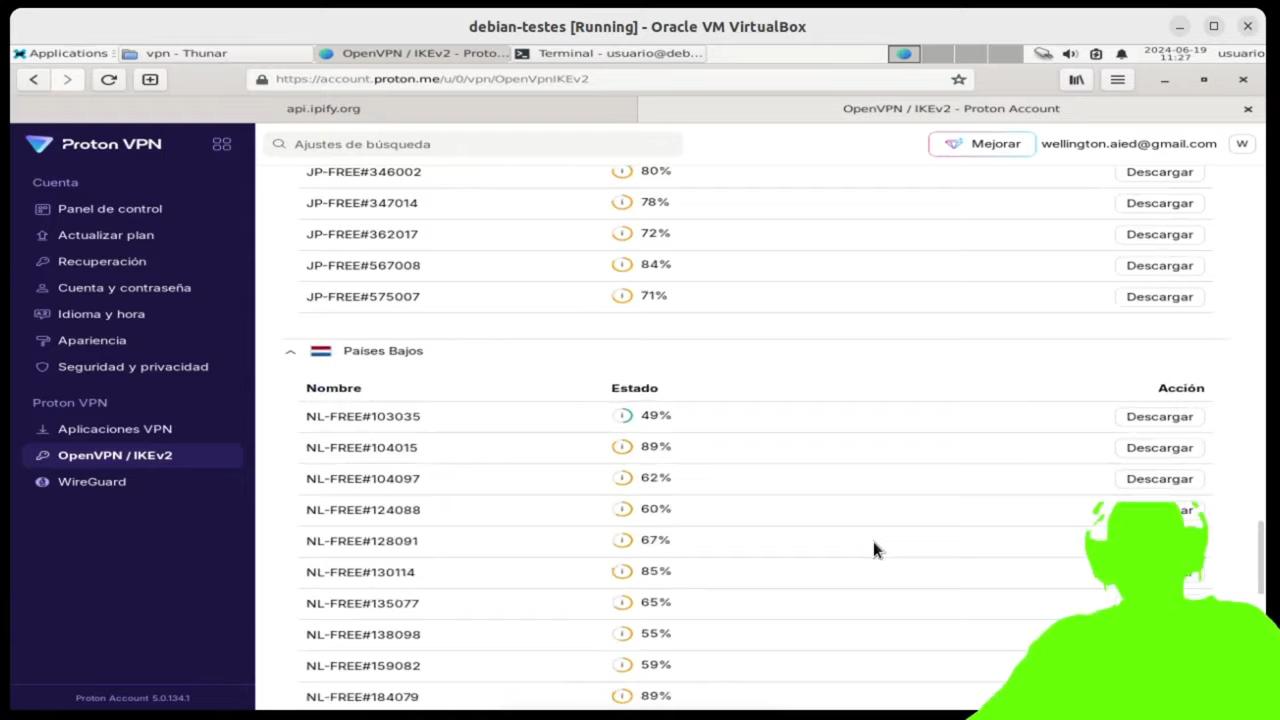 debian-testes [Running] - Oracle VM VirtualBox
Applications vpn - Thunar OpenVPN / IKEv2 - Proto... Terminal - usuario@deb... 2024-06-19 11:27 usuario
https://account.proton.me/u/0/vpn/OpenVpnIKEv2
api.ipify.org OpenVPN / IKEv2 - Proton Account
Proton VPN Ajustes de búsqueda Mejorar wellington.aied@gmail.com W
Cuenta
Panel de control
Actualizar plan
Recuperación
Cuenta y contraseña
Idioma y hora
Apariencia
Seguridad y privacidad
Proton VPN
Aplicaciones VPN
OpenVPN / IKEv2
WireGuard
Proton Account 5.0.134.1
JP-FREE#346002 80% Descargar
JP-FREE#347014 78% Descargar
JP-FREE#362017 72% Descargar
JP-FREE#567008 84% Descargar
JP-FREE#575007 71% Descargar
Países Bajos
Nombre Estado Acción
NL-FREE#103035 49% Descargar
NL-FREE#104015 89% Descargar
NL-FREE#104097 62% Descargar
NL-FREE#124088 60% ar
NL-FREE#128091 67%
NL-FREE#130114 85%
NL-FREE#135077 65%
NL-FREE#138098 55%
NL-FREE#159082 59%
NL-FREE#184079 89%